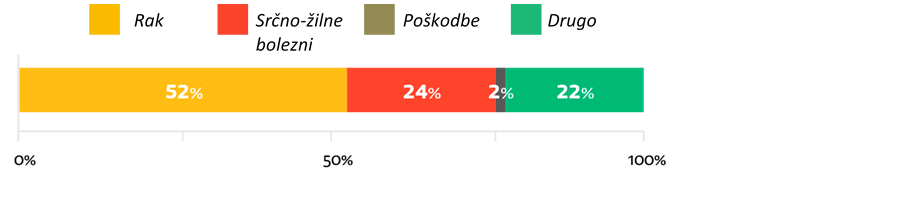 Rak Srčno-žilne Poškodbe Drugo
bolezni
52% 24% 2% 22%
0% 50% 100%